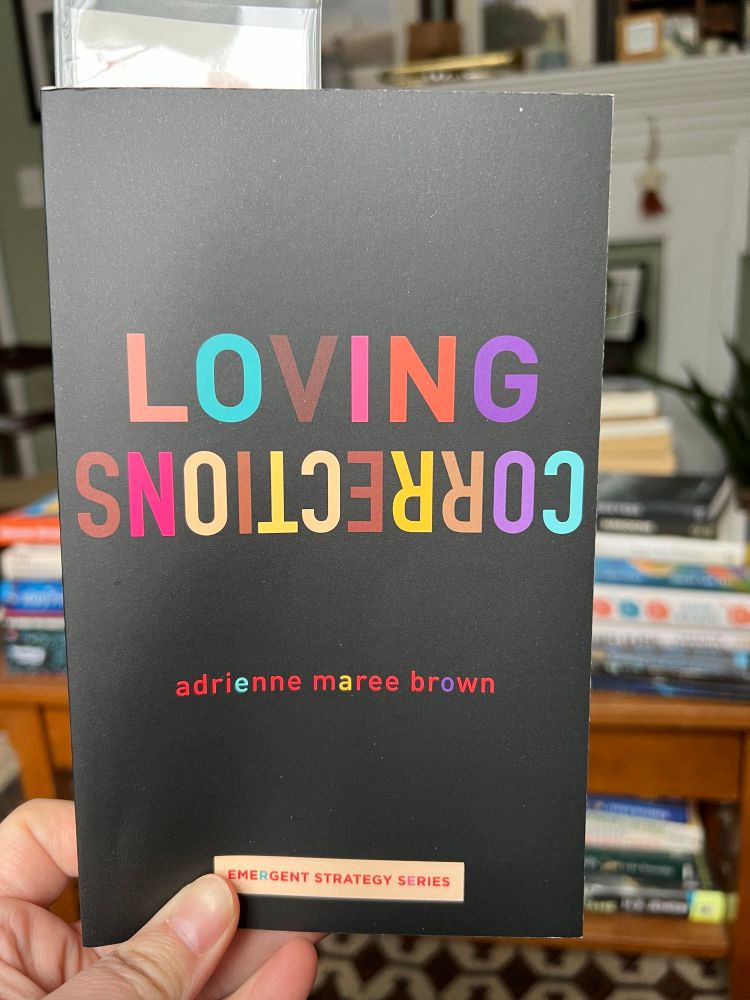 LOVING
CORRECTIONS
adrienne maree brown
EMERGENT STRATEGY SERIES